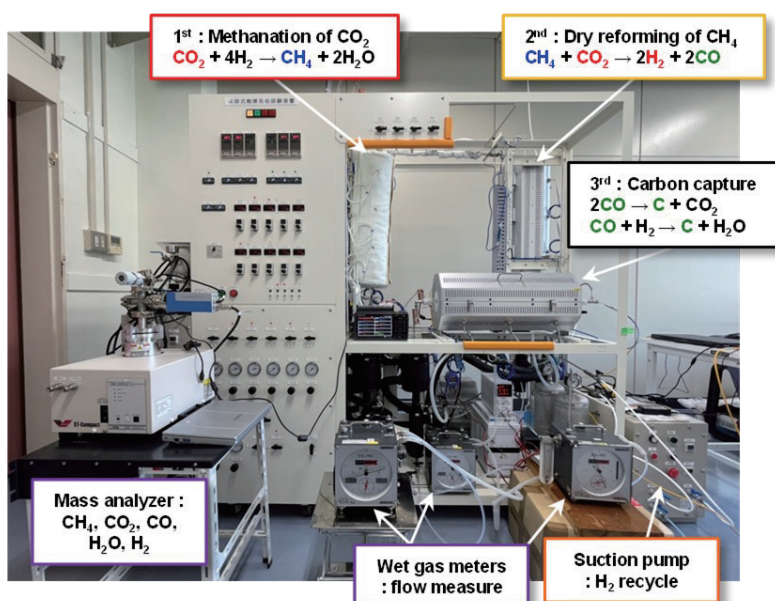 1st : Methanation of CO2
CO2 + 4H2 → CH4 + 2H2O
2nd : Dry reforming of CH4
CH4 + CO2 → 2H2 + 2CO
3rd : Carbon capture
2CO → C + CO2
CO + H2 → C + H2O
ST-Compact
Mass analyzer :
CH4, CO2, CO,
H2O, H2
Wet gas meters
: flow measure
Suction pump
: H2 recycle